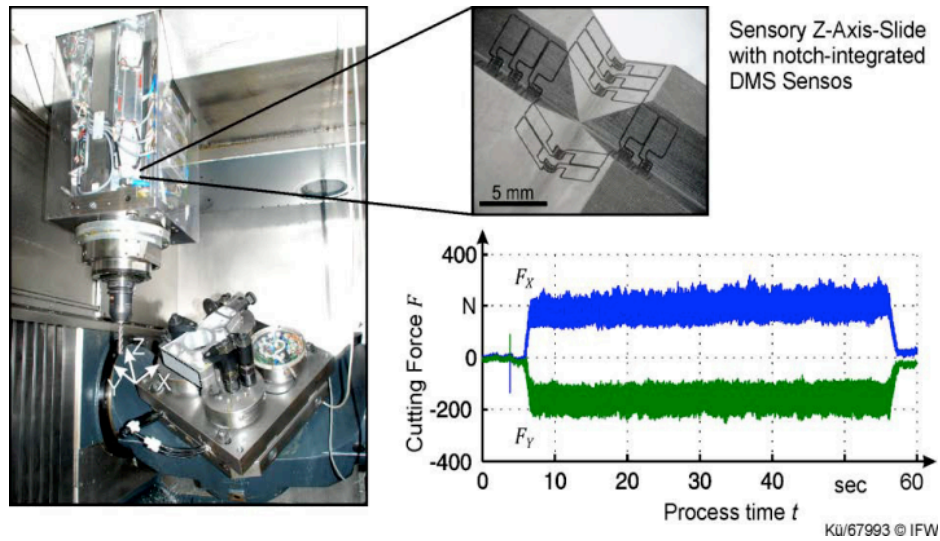 Sensory Z-Axis-Slide
with notch-integrated
DMS Sensos
5 mm
Z
Y X
400
N
0
-200
-400
Cutting Force F
F_X
F_Y
0 10 20 30 40 sec 60
Process time t
Kü/67993 © IFW